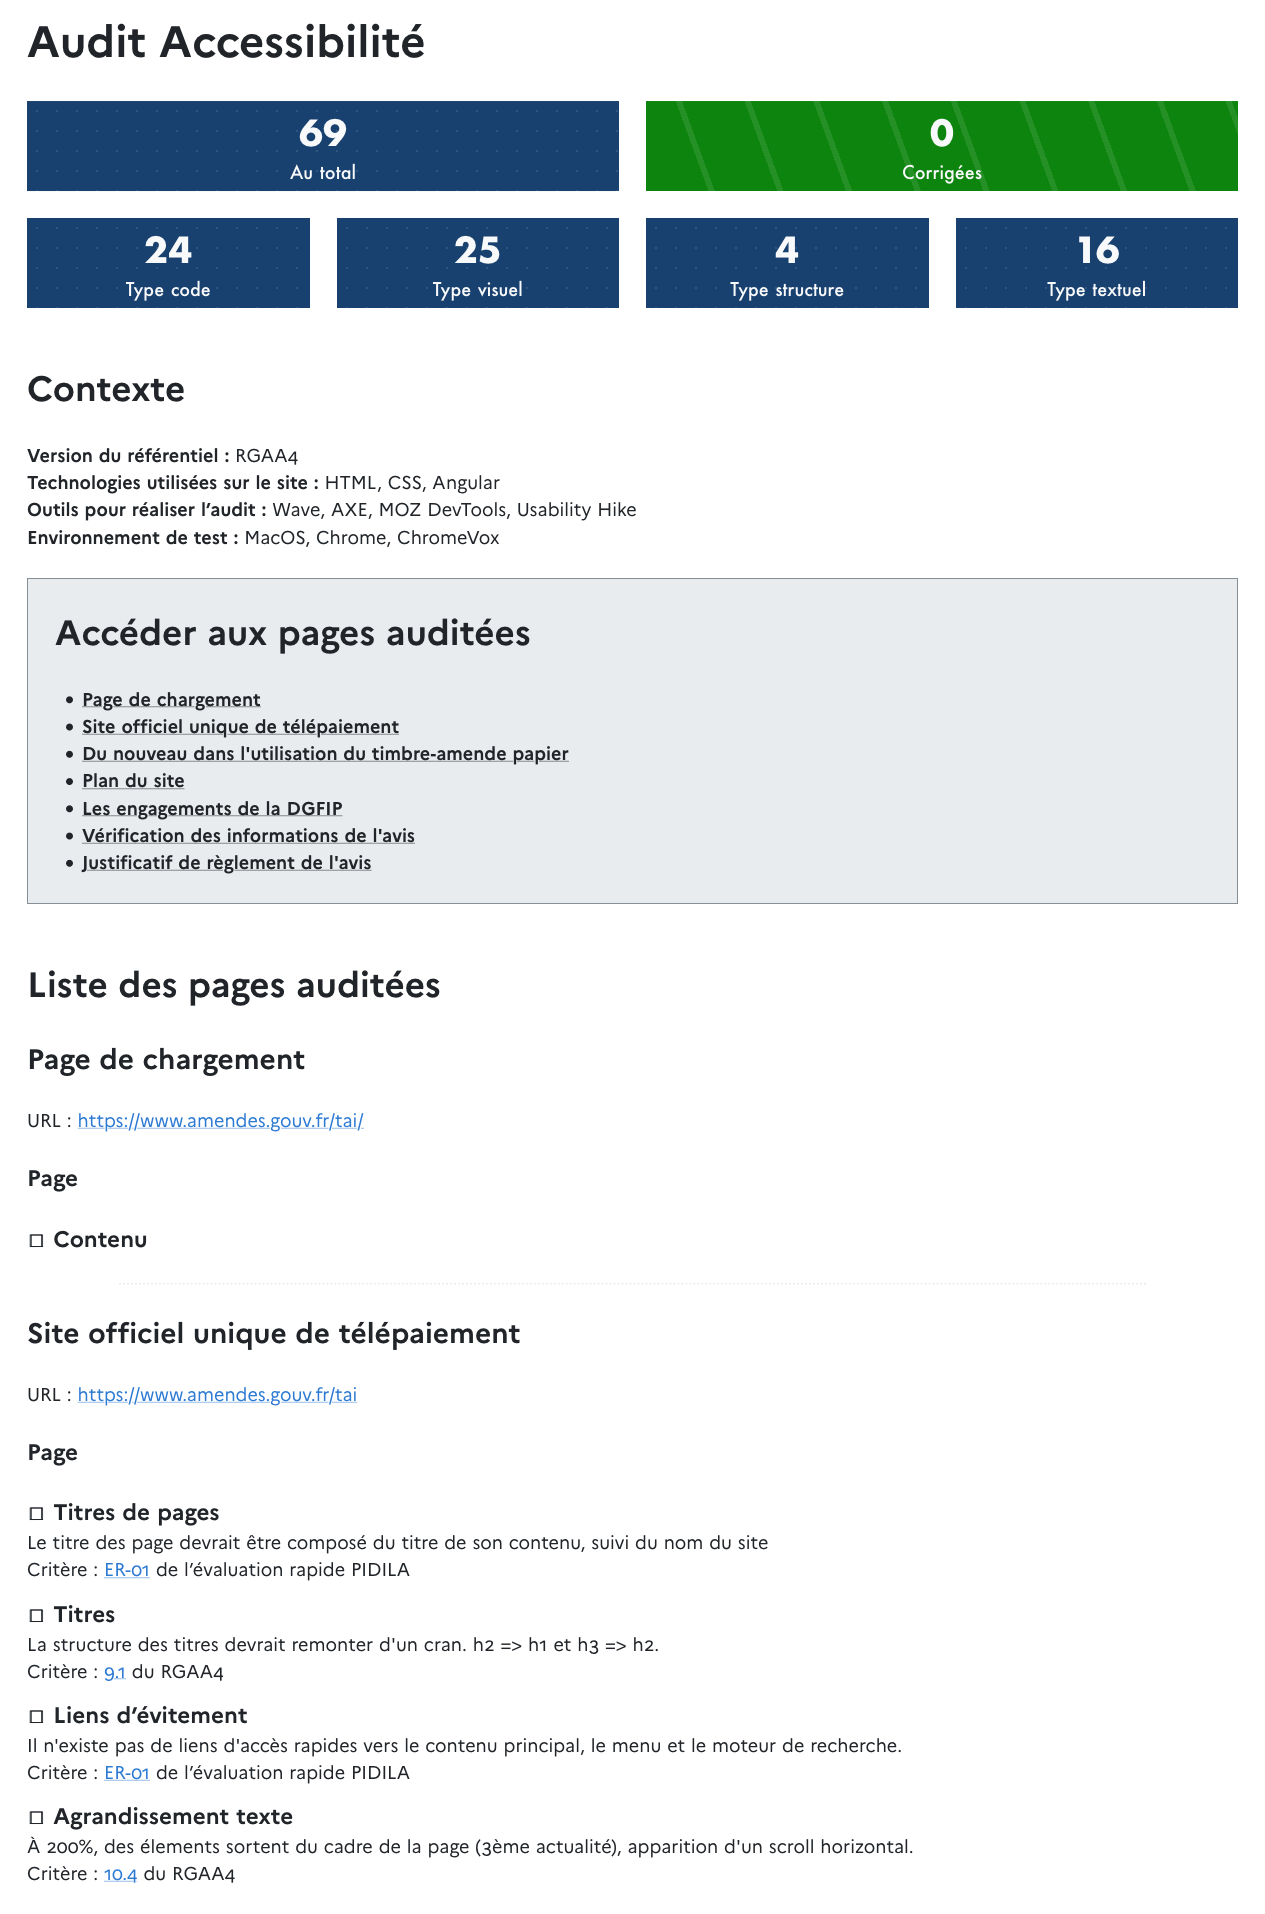 Audit Accessibilité
69
Au total
0
Corrigées
24
Type code
25
Type visuel
4
Type structure
16
Type textuel
Contexte
Version du référentiel : RGAA4
Technologies utilisées sur le site : HTML, CSS, Angular
Outils pour réaliser l’audit : Wave, AXE, MOZ DevTools, Usability Hike
Environnement de test : MacOS, Chrome, ChromeVox
Accéder aux pages auditées
• Page de chargement
• Site officiel unique de télépaiement
• Du nouveau dans l'utilisation du timbre-amende papier
• Plan du site
• Les engagements de la DGFIP
• Vérification des informations de l'avis
• Justificatif de règlement de l'avis
Liste des pages auditées
Page de chargement
URL : https://www.amendes.gouv.fr/tai/
Page
☐ Contenu
Site officiel unique de télépaiement
URL : https://www.amendes.gouv.fr/tai
Page
☐ Titres de pages
Le titre des page devrait être composé du titre de son contenu, suivi du nom du site
Critère : ER-01 de l’évaluation rapide PIDILA
☐ Titres
La structure des titres devrait remonter d'un cran. h2 => h1 et h3 => h2.
Critère : 9.1 du RGAA4
☐ Liens d’évitement
Il n'existe pas de liens d'accès rapides vers le contenu principal, le menu et le moteur de recherche.
Critère : ER-01 de l’évaluation rapide PIDILA
☐ Agrandissement texte
À 200%, des élements sortent du cadre de la page (3ème actualité), apparition d'un scroll horizontal.
Critère : 10.4 du RGAA4